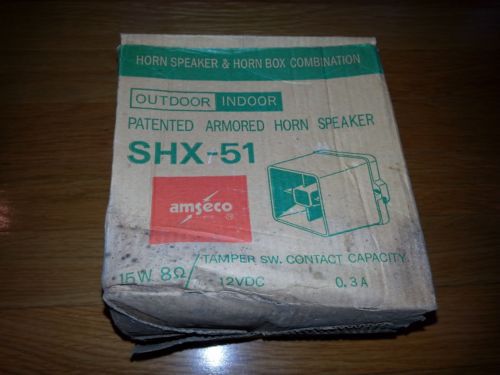 HORN SPEAKER & HORN BOX COMBINATION
OUTDOOR INDOOR
PATENTED ARMORED HORN SPEAKER
SHX-51
amseco ®
15W 8Ω / TAMPER SW. CONTACT CAPACITY
12VDC 0.3A